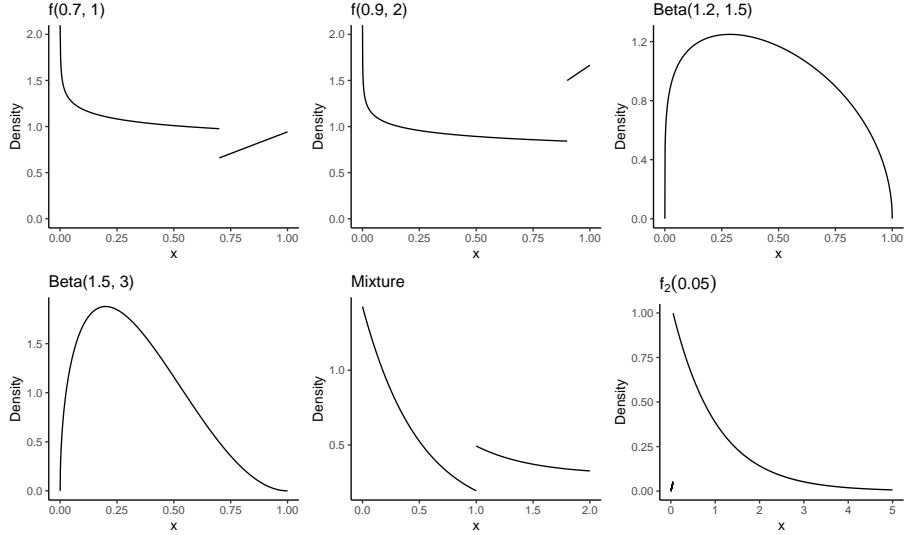 f(0.7, 1)
Density
2.0
1.5
1.0
0.5
0.0
0.00 0.25 0.50 0.75 1.00
x
f(0.9, 2)
Density
2.0
1.5
1.0
0.5
0.0
0.00 0.25 0.50 0.75 1.00
x
Beta(1.2, 1.5)
Density
1.2
0.8
0.4
0.0
0.00 0.25 0.50 0.75 1.00
x
Beta(1.5, 3)
Density
1.5
1.0
0.5
0.0
0.00 0.25 0.50 0.75 1.00
x
Mixture
Density
1.0
0.5
0.0 0.5 1.0 1.5 2.0
x
f₂(0.05)
Density
1.00
0.75
0.50
0.25
0.00
0 1 2 3 4 5
x